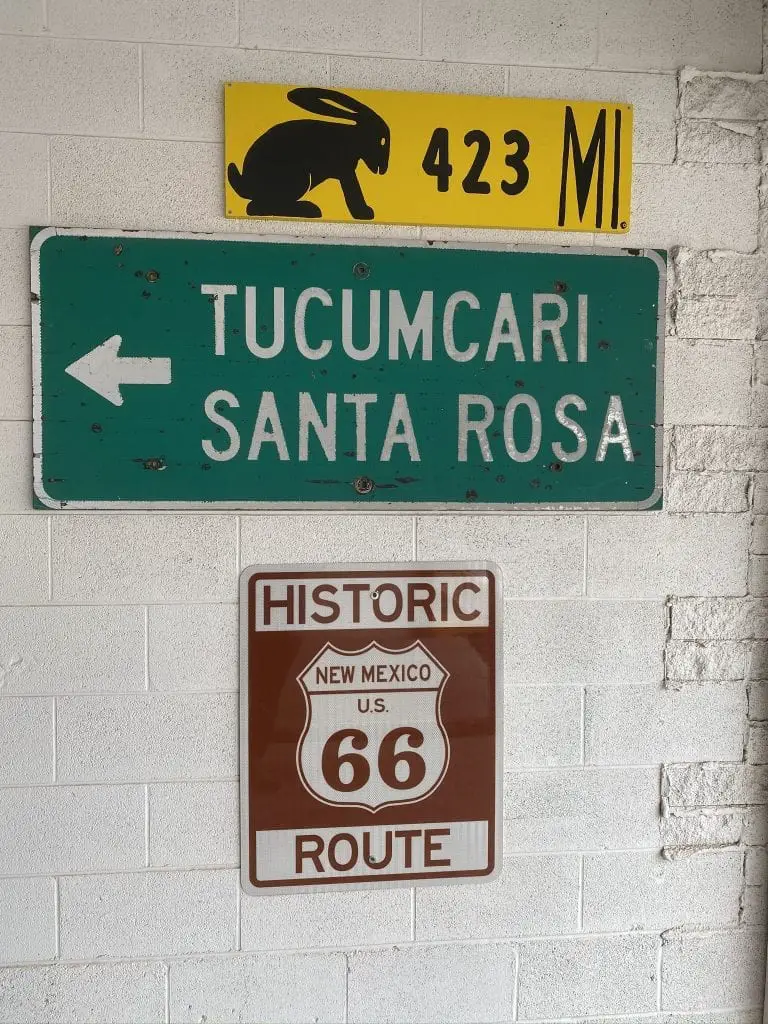 423 MI
TUCUMCARI
SANTA ROSA
HISTORIC
NEW MEXICO
U.S.
66
ROUTE